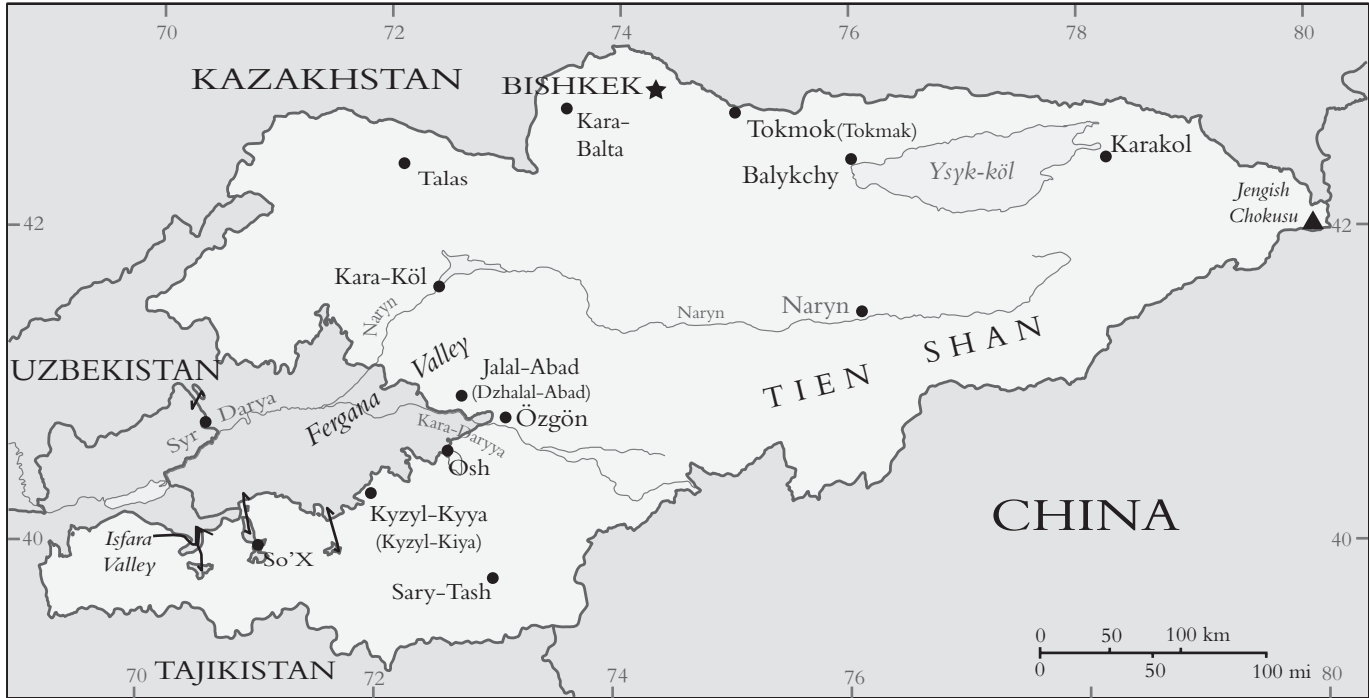 70 72 74 76 78 80
KAZAKHSTAN
BISHKEK
Kara-
Balta
Tokmok (Tokmak)
Talas
Balykchy
Ysyk-köl
Karakol
Jengish
Chokusu
42 42
Kara-Köl
Naryn
Naryn
Naryn
TIEN SHAN
UZBEKISTAN
Fergana Valley
Jalal-Abad
(Dzhalal-Abad)
Syr Darya
Özgön
Kara-Daryya
Osh
Kyzyl-Kyya
(Kyzyl-Kiya)
CHINA
40 40
Isfara
Valley
So'X
Sary-Tash
TAJIKISTAN
0 50 100 km
0 50 100 mi
70 72 74 76 80